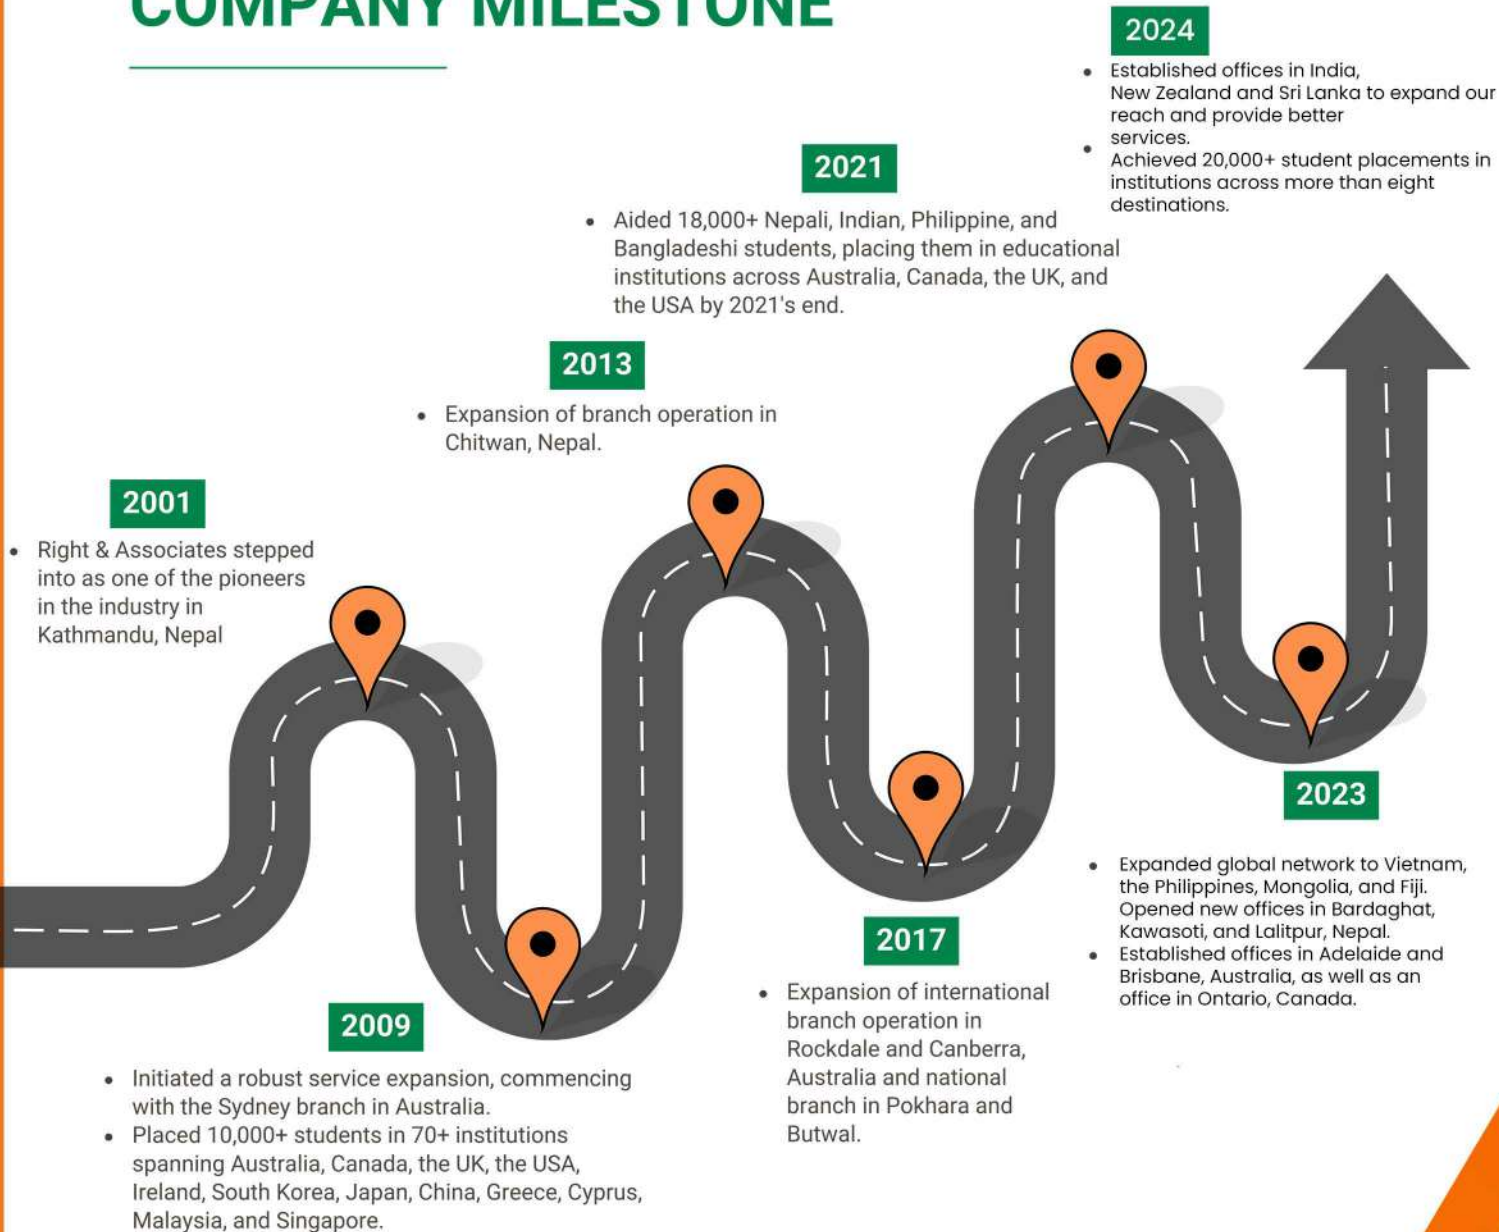 COMPANY MILESTONE
2001
• Right & Associates stepped
into as one of the pioneers
in the industry in
Kathmandu, Nepal
2009
• Initiated a robust service expansion, commencing
with the Sydney branch in Australia.
• Placed 10,000+ students in 70+ institutions
spanning Australia, Canada, the UK, the USA,
Ireland, South Korea, Japan, China, Greece, Cyprus,
Malaysia, and Singapore.
2013
• Expansion of branch operation in
Chitwan, Nepal.
2017
• Expansion of international
branch operation in
Rockdale and Canberra,
Australia and national
branch in Pokhara and
Butwal.
2021
• Aided 18,000+ Nepali, Indian, Philippine, and
Bangladeshi students, placing them in educational
institutions across Australia, Canada, the UK, and
the USA by 2021's end.
2023
• Expanded global network to Vietnam,
the Philippines, Mongolia, and Fiji.
Opened new offices in Bardaghat,
Kawasoti, and Lalitpur, Nepal.
• Established offices in Adelaide and
Brisbane, Australia, as well as an
office in Ontario, Canada.
2024
• Established offices in India,
New Zealand and Sri Lanka to expand our
reach and provide better
services.
• Achieved 20,000+ student placements in
institutions across more than eight
destinations.